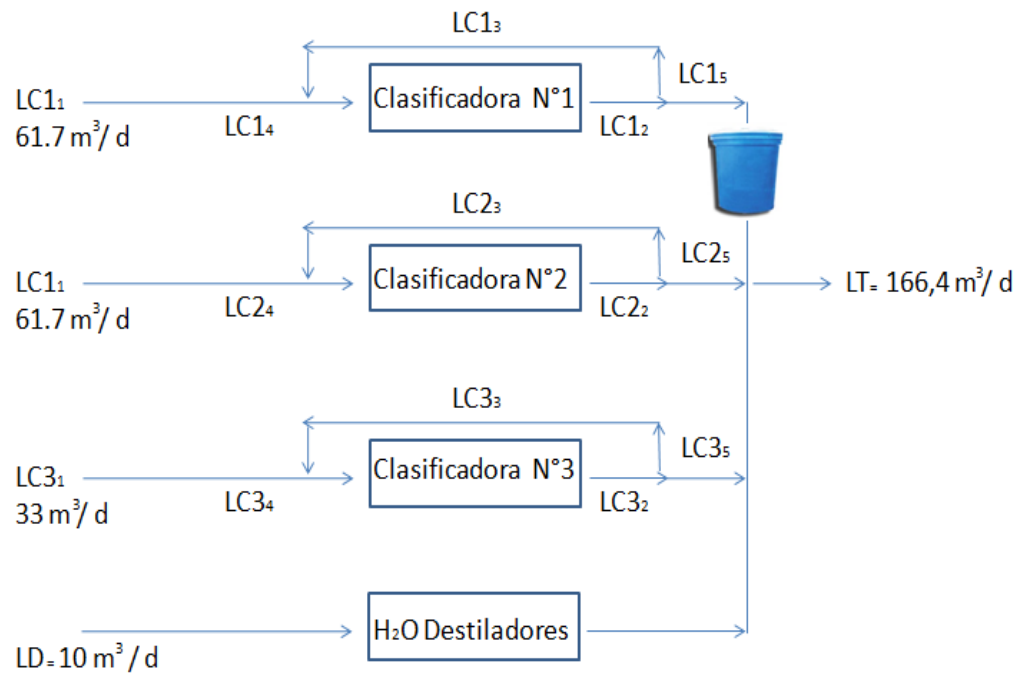 LC1₃
LC1₅
LC1₁
61.7 m³/ d
Clasificadora N°1
LC1₄
LC1₂
LC2₃
LC2₅
LC1₁
61.7 m³/ d
Clasificadora N°2
LT₌ 166,4 m³/ d
LC2₄
LC2₂
LC3₃
LC3₅
LC3₁
33 m³/ d
Clasificadora N°3
LC3₄
LC3₂
H₂O Destiladores
LD₌ 10 m³ / d